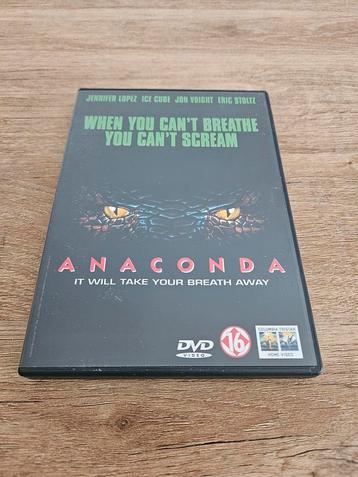 JENNIFER LOPEZ ICE CUBE JON VOIGHT ERIC STOLTZ
WHEN YOU CAN'T BREATHE
YOU CAN'T SCREAM
ANACONDA
IT WILL TAKE YOUR BREATH AWAY
DVD
VIDEO
16
COLUMBIA TRISTAR
HOME VIDEO